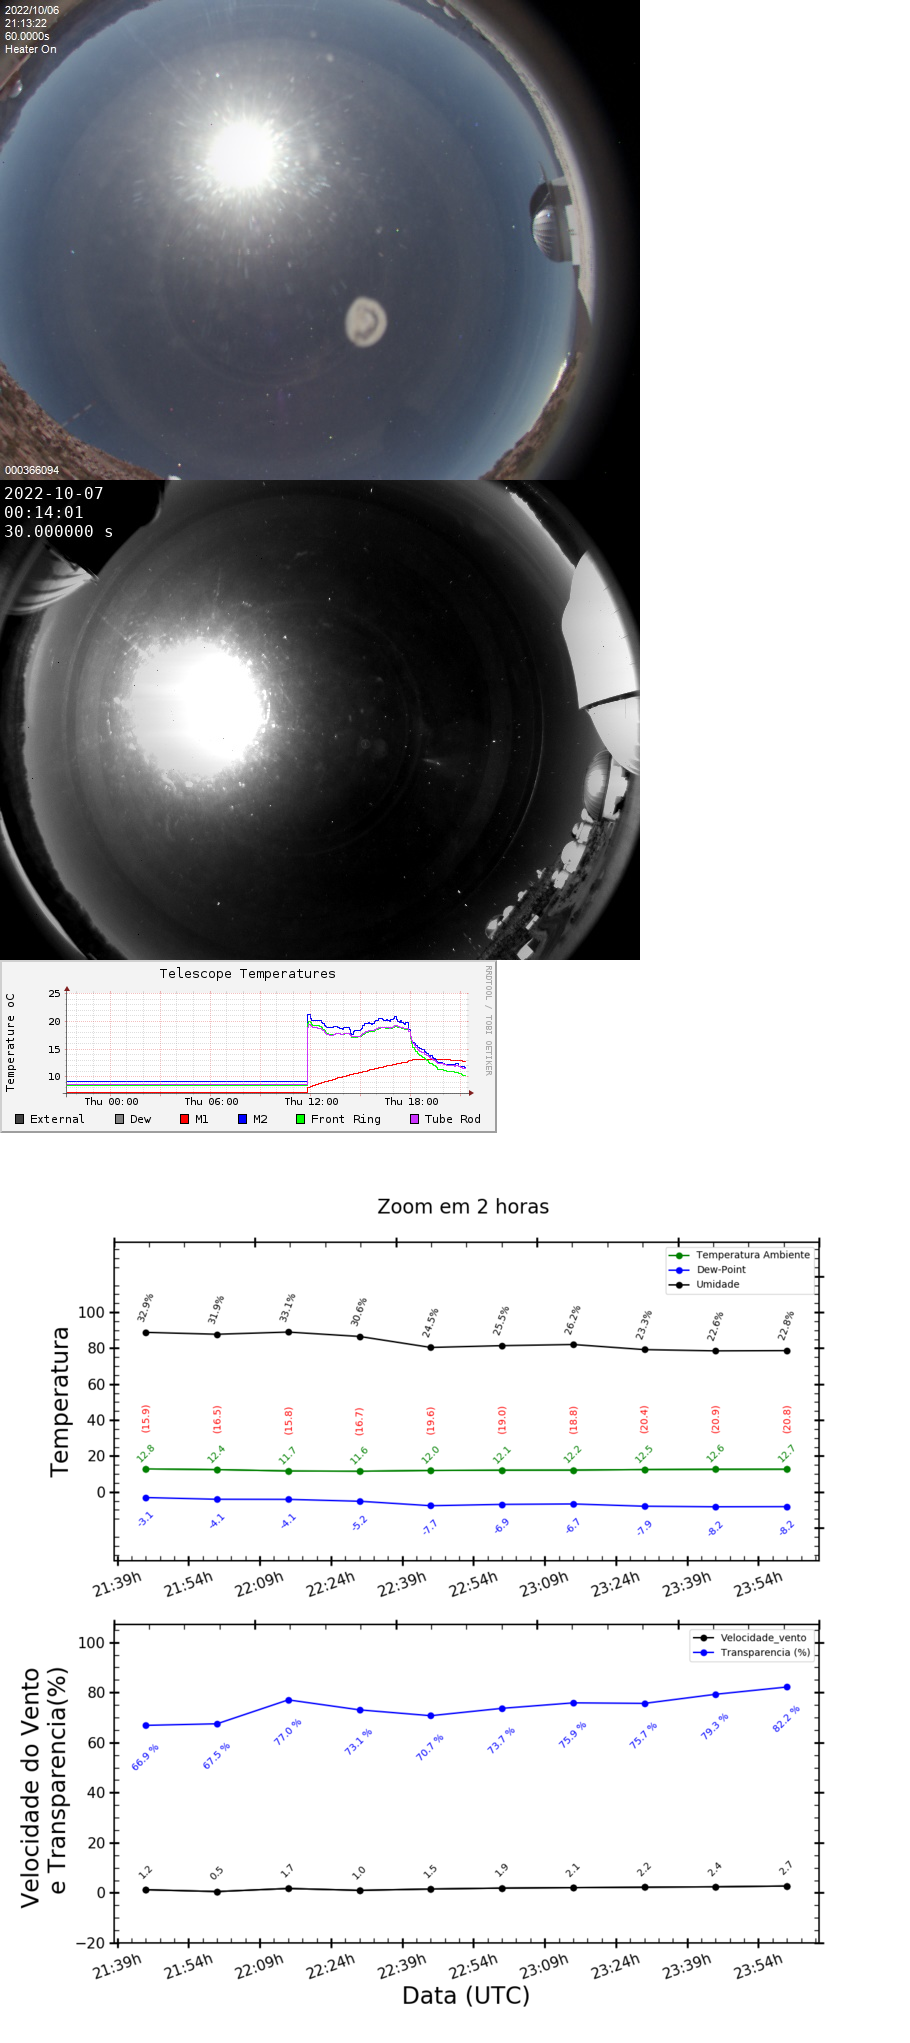 2022/10/06
21:13:22
60.0000s
Heater On
000366094
2022-10-07
00:14:01
30.000000 s
Telescope Temperatures
Temperature oC
25
20
15
10
Thu 00:00 Thu 06:00 Thu 12:00 Thu 18:00
External Dew M1 M2 Front Ring Tube Rod
RRDTOOL / TOBI OETIKER
Zoom em 2 horas
Temperatura Ambiente
Dew-Point
Umidade
Temperatura
100
80
60
40
20
0
32.9% 31.9% 33.1% 30.6% 24.5% 25.5% 26.2% 23.3% 22.6% 22.8%
(15.9) (16.5) (15.8) (16.7) (19.6) (19.0) (18.8) (20.4) (20.9) (20.8)
12.8 12.4 11.7 11.6 12.0 12.1 12.2 12.5 12.6 12.7
-3.1 -4.1 -4.1 -5.2 -7.7 -6.9 -6.7 -7.9 -8.2 -8.2
21:39h 21:54h 22:09h 22:24h 22:39h 22:54h 23:09h 23:24h 23:39h 23:54h
Velocidade_vento
Transparencia (%)
Velocidade do Vento
e Transparencia(%)
100
80
60
40
20
0
−20
66.9 % 67.5 % 77.0 % 73.1 % 70.7 % 73.7 % 75.9 % 75.7 % 79.3 % 82.2 %
1.2 0.5 1.7 1.0 1.5 1.9 2.1 2.2 2.4 2.7
21:39h 21:54h 22:09h 22:24h 22:39h 22:54h 23:09h 23:24h 23:39h 23:54h
Data (UTC)